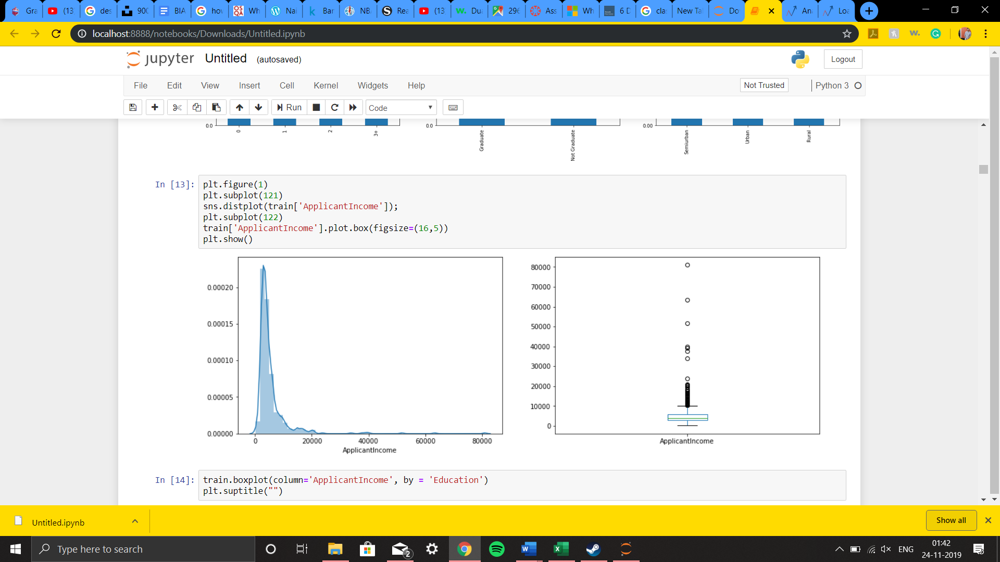 Gra
(13
des
900
BIA
hov
Wh
Nai
Bar
NB
Rea
(13
Dua
296
Ass
Wh
6 D
cla
New Ta
Do
An
Loa
localhost:8888/notebooks/Downloads/Untitled.ipynb
jupyter Untitled (autosaved)
Logout
File Edit View Insert Cell Kernel Widgets Help
Not Trusted
Python 3
Run
Code
0.0
0
1
2
3+
0.0
Graduate
Not Graduate
0.00
Semiurban
Urban
Rural
In [13]:
plt.figure(1)
plt.subplot(121)
sns.distplot(train['ApplicantIncome']);
plt.subplot(122)
train['ApplicantIncome'].plot.box(figsize=(16,5))
plt.show()
0.00020
0.00015
0.00010
0.00005
0.00000
0 20000 40000 60000 80000
ApplicantIncome
80000
70000
60000
50000
40000
30000
20000
10000
0
ApplicantIncome
In [14]:
train.boxplot(column='ApplicantIncome', by = 'Education')
plt.suptitle("")
Untitled.ipynb
Show all
Type here to search
2
ENG
01:42
24-11-2019